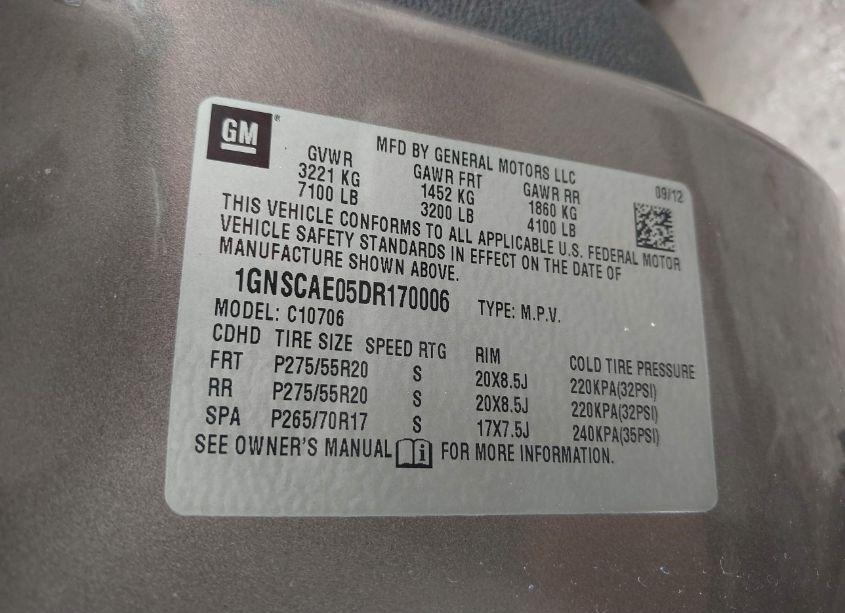 GM
MFD BY GENERAL MOTORS LLC
GVWR GAWR FRT GAWR RR 09/12
3221 KG 1452 KG 1860 KG
7100 LB 3200 LB 4100 LB
THIS VEHICLE CONFORMS TO ALL APPLICABLE U.S. FEDERAL MOTOR
VEHICLE SAFETY STANDARDS IN EFFECT ON THE DATE OF
MANUFACTURE SHOWN ABOVE.
1GNSCAE05DR170006 TYPE: M.P.V.
MODEL: C10706
CDHD TIRE SIZE SPEED RTG RIM COLD TIRE PRESSURE
FRT P275/55R20 S 20X8.5J 220KPA(32PSI)
RR P275/55R20 S 20X8.5J 220KPA(32PSI)
SPA P265/70R17 S 17X7.5J 240KPA(35PSI)
SEE OWNER'S MANUAL i FOR MORE INFORMATION.